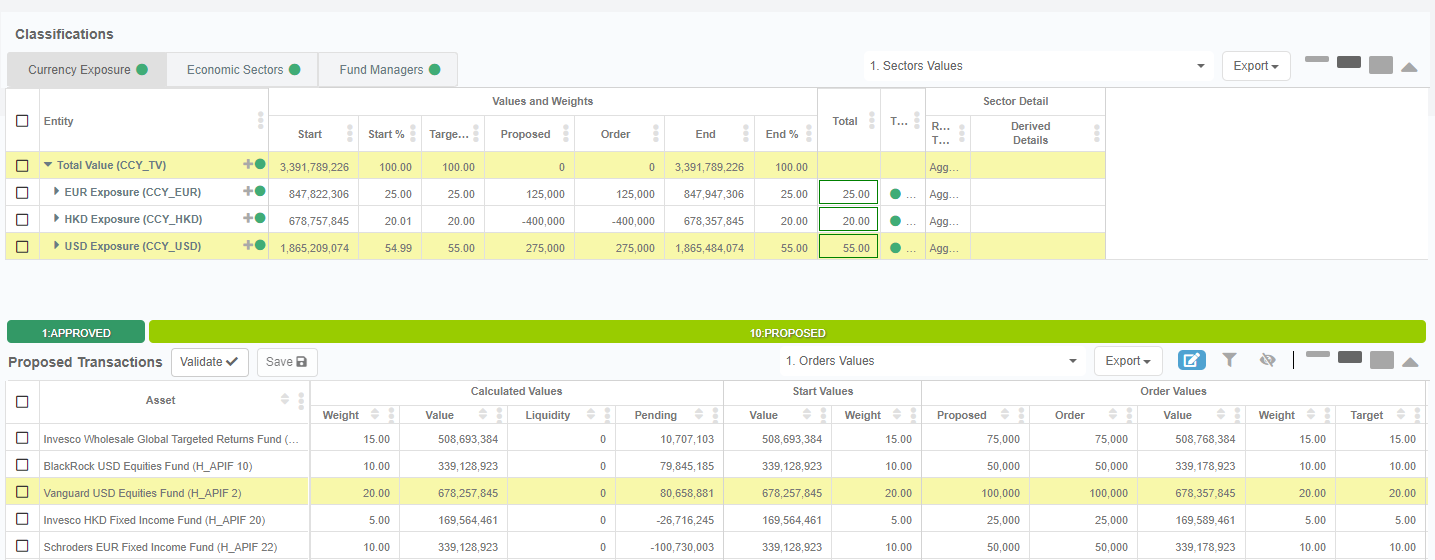 Classifications
Currency Exposure Economic Sectors Fund Managers 1. Sectors Values Export
Values and Weights Sector Detail
Entity Start Start % Targe... Proposed Order End End % Total T... R... T... Derived Details
Total Value (CCY_TV) 3,391,789,226 100.00 100.00 0 0 3,391,789,226 100.00 Agg...
EUR Exposure (CCY_EUR) 847,822,306 25.00 25.00 125,000 125,000 847,947,306 25.00 25.00 ... Agg...
HKD Exposure (CCY_HKD) 678,757,845 20.01 20.00 -400,000 -400,000 678,357,845 20.00 20.00 ... Agg...
USD Exposure (CCY_USD) 1,865,209,074 54.99 55.00 275,000 275,000 1,865,484,074 55.00 55.00 ... Agg...
1:APPROVED 10:PROPOSED
Proposed Transactions Validate Save 1. Orders Values Export
Asset Calculated Values Start Values Order Values
Weight Value Liquidity Pending Value Weight Proposed Order Value Weight Target
Invesco Wholesale Global Targeted Returns Fund (... 15.00 508,693,384 0 10,707,103 508,693,384 15.00 75,000 75,000 508,768,384 15.00 15.00
BlackRock USD Equities Fund (H_APIF 10) 10.00 339,128,923 0 79,845,185 339,128,923 10.00 50,000 50,000 339,178,923 10.00 10.00
Vanguard USD Equities Fund (H_APIF 2) 20.00 678,257,845 0 80,658,881 678,257,845 20.00 100,000 100,000 678,357,845 20.00 20.00
Invesco HKD Fixed Income Fund (H_APIF 20) 5.00 169,564,461 0 -26,716,245 169,564,461 5.00 25,000 25,000 169,589,461 5.00 5.00
Schroders EUR Fixed Income Fund (H_APIF 22) 10.00 339,128,923 0 -100,730,003 339,128,923 10.00 50,000 50,000 339,178,923 10.00 10.00